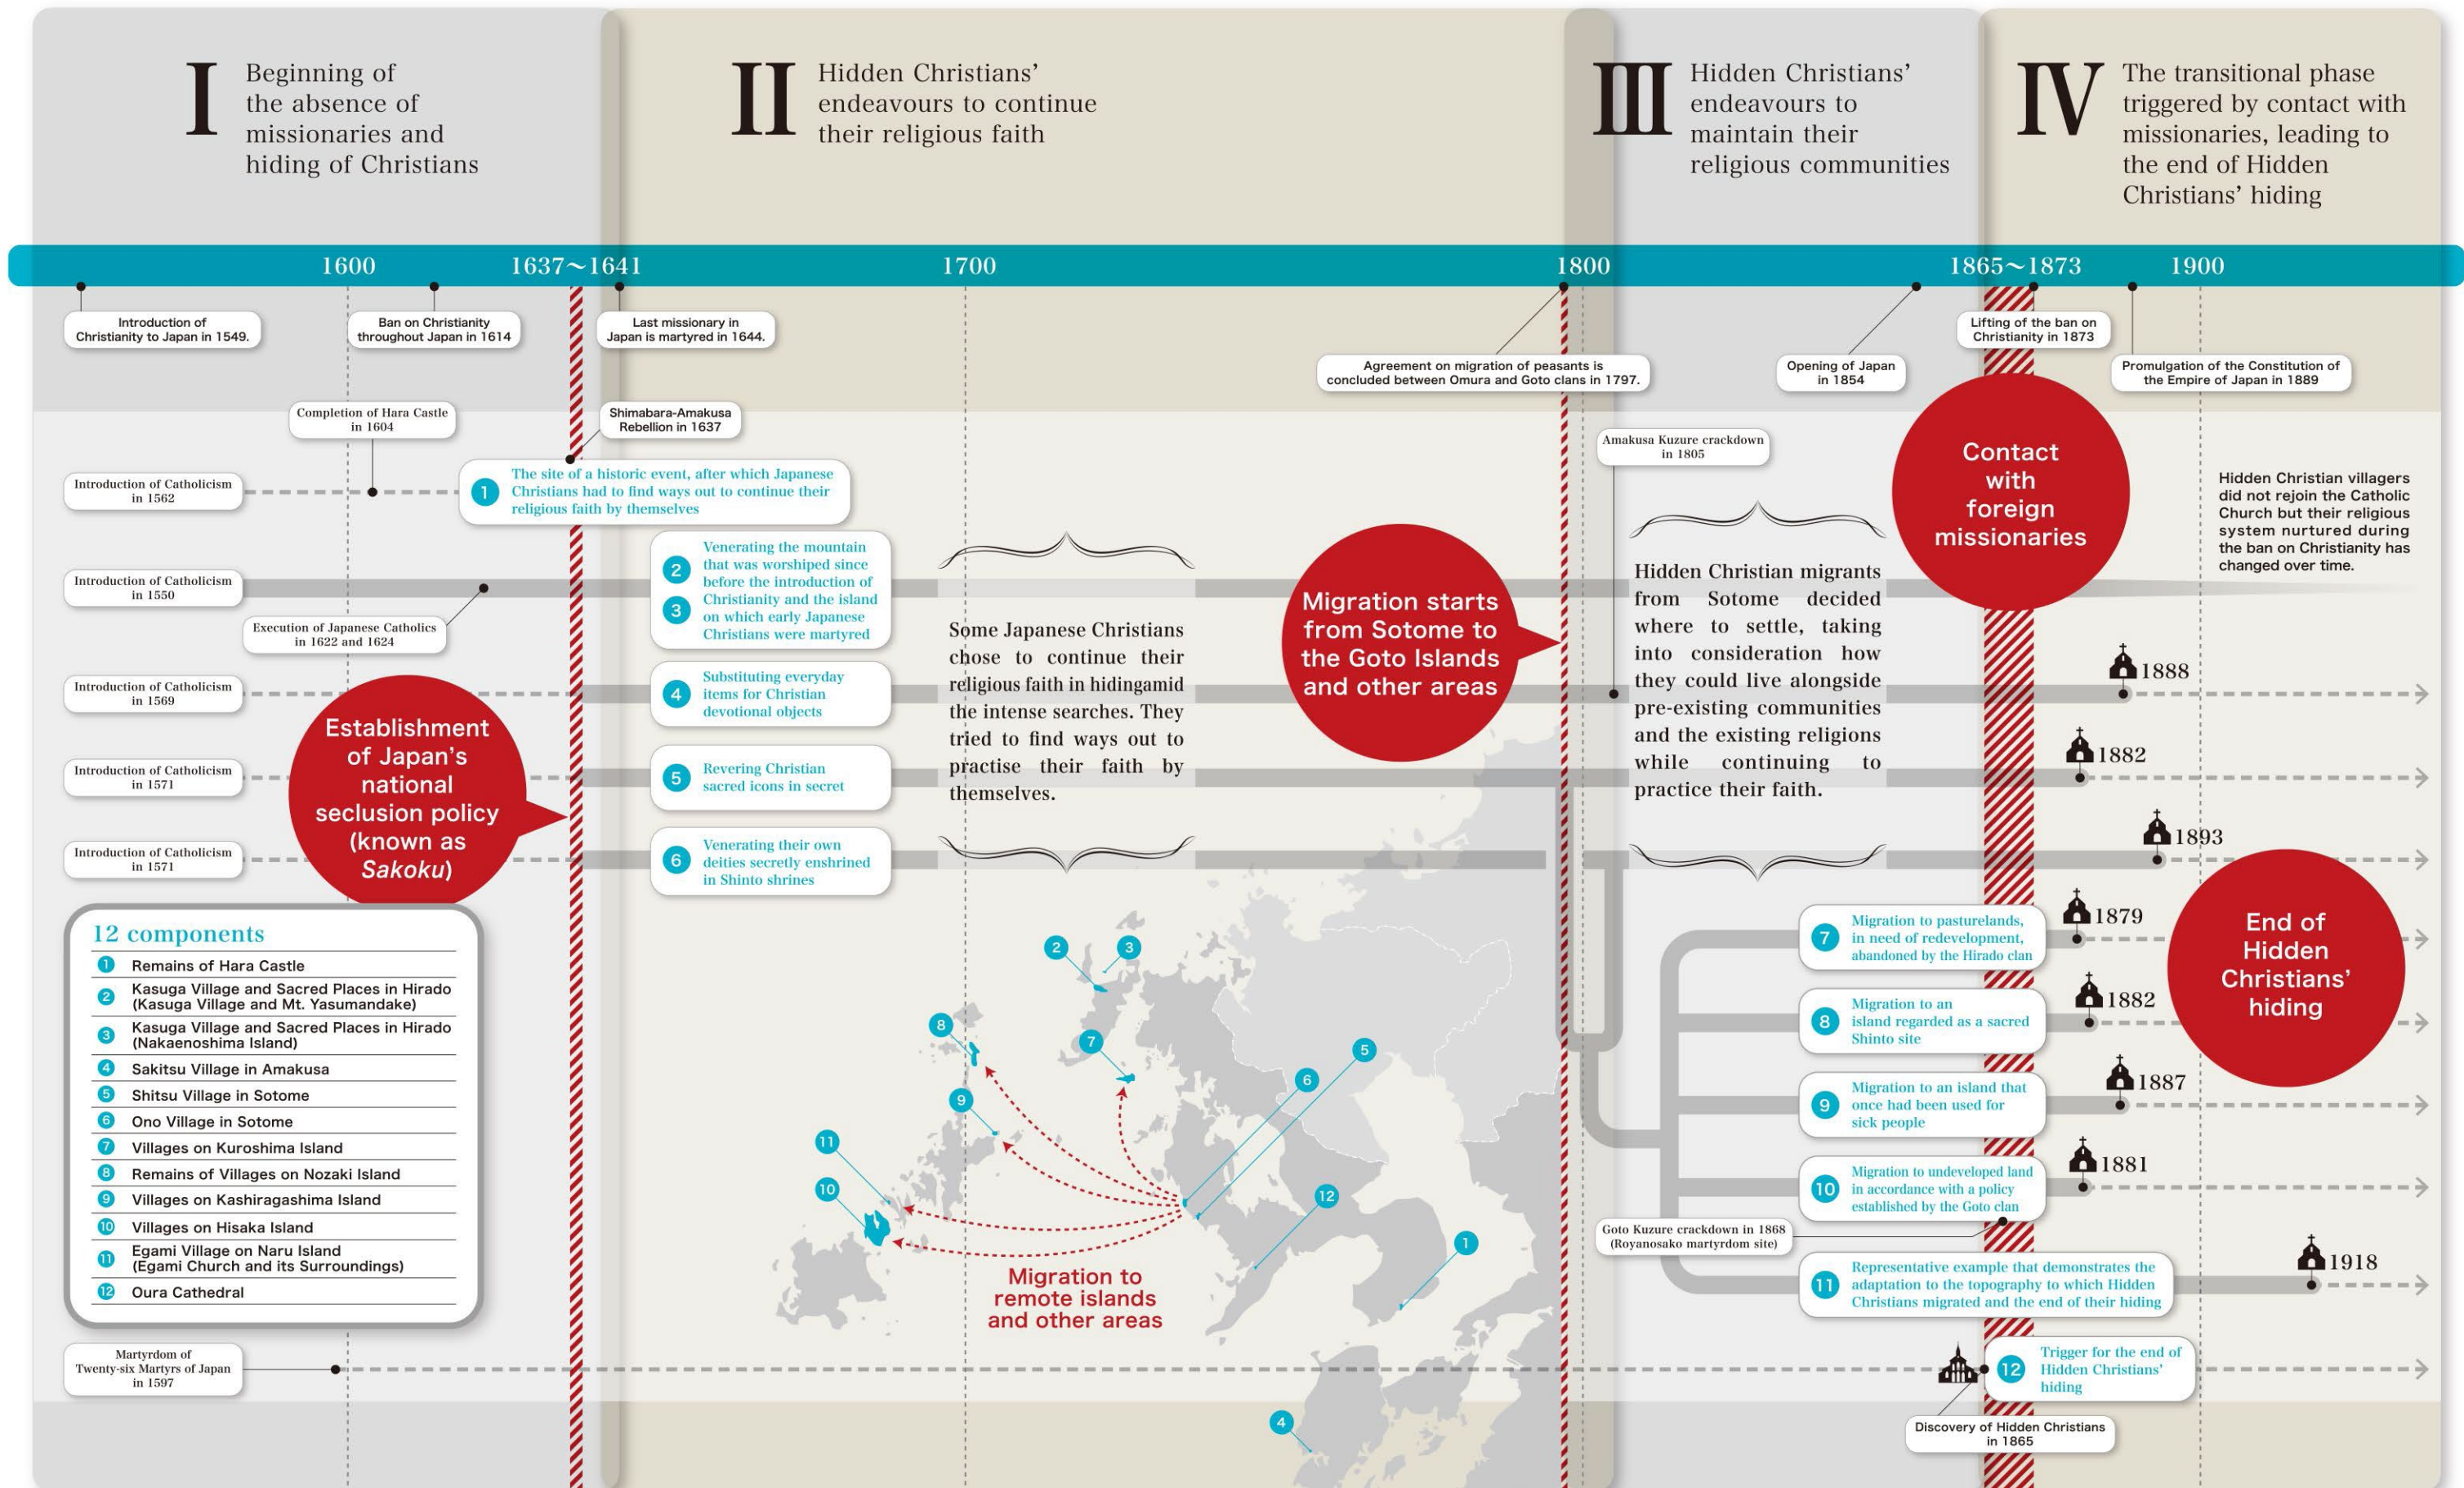 I
Beginning of
the absence of
missionaries and
hiding of Christians
II
Hidden Christians’
endeavours to continue
their religious faith
III
Hidden Christians’
endeavours to
maintain their
religious communities
IV
The transitional phase
triggered by contact with
missionaries, leading to
the end of Hidden
Christians’ hiding
1600
1637～1641
1700
1800
1865～1873
1900
Introduction of
Christianity to Japan in 1549.
Ban on Christianity
throughout Japan in 1614
Last missionary in
Japan is martyred in 1644.
Agreement on migration of peasants is
concluded between Omura and Goto clans in 1797.
Opening of Japan
in 1854
Lifting of the ban on
Christianity in 1873
Promulgation of the Constitution of
the Empire of Japan in 1889
Completion of Hara Castle
in 1604
Shimabara-Amakusa
Rebellion in 1637
Amakusa Kuzure crackdown
in 1805
Contact
with
foreign
missionaries
Hidden Christian villagers
did not rejoin the Catholic
Church but their religious
system nurtured during
the ban on Christianity has
changed over time.
Introduction of Catholicism
in 1562
1
The site of a historic event, after which Japanese
Christians had to find ways out to continue their
religious faith by themselves
Introduction of Catholicism
in 1550
Execution of Japanese Catholics
in 1622 and 1624
2
3
Venerating the mountain
that was worshiped since
before the introduction of
Christianity and the island
on which early Japanese
Christians were martyred
Introduction of Catholicism
in 1569
4
Substituting everyday
items for Christian
devotional objects
Introduction of Catholicism
in 1571
5
Revering Christian
sacred icons in secret
Introduction of Catholicism
in 1571
6
Venerating their own
deities secretly enshrined
in Shinto shrines
Establishment
of Japan’s
national
seclusion policy
(known as
Sakoku)
Some Japanese Christians
chose to continue their
religious faith in hidingamid
the intense searches. They
tried to find ways out to
practise their faith by
themselves.
Migration starts
from Sotome to
the Goto Islands
and other areas
Hidden Christian migrants
from Sotome decided
where to settle, taking
into consideration how
they could live alongside
pre-existing communities
and the existing religions
while continuing to
practice their faith.
1888
1882
1893
12 components
1 Remains of Hara Castle
2 Kasuga Village and Sacred Places in Hirado
(Kasuga Village and Mt. Yasumandake)
3 Kasuga Village and Sacred Places in Hirado
(Nakaenoshima Island)
4 Sakitsu Village in Amakusa
5 Shitsu Village in Sotome
6 Ono Village in Sotome
7 Villages on Kuroshima Island
8 Remains of Villages on Nozaki Island
9 Villages on Kashiragashima Island
10 Villages on Hisaka Island
11 Egami Village on Naru Island
(Egami Church and its Surroundings)
12 Oura Cathedral
2
3
8
7
5
6
9
11
10
12
1
4
Migration to
remote islands
and other areas
7
Migration to pasturelands,
in need of redevelopment,
abandoned by the Hirado clan
1879
8
Migration to an
island regarded as a sacred
Shinto site
1882
9
Migration to an island that
once had been used for
sick people
1887
10
Migration to undeveloped land
in accordance with a policy
established by the Goto clan
1881
Goto Kuzure crackdown in 1868
(Royanosako martyrdom site)
11
Representative example that demonstrates the
adaptation to the topography to which Hidden
Christians migrated and the end of their hiding
1918
End of
Hidden
Christians’
hiding
Martyrdom of
Twenty-six Martyrs of Japan
in 1597
12
Trigger for the end of
Hidden Christians’
hiding
Discovery of Hidden Christians
in 1865